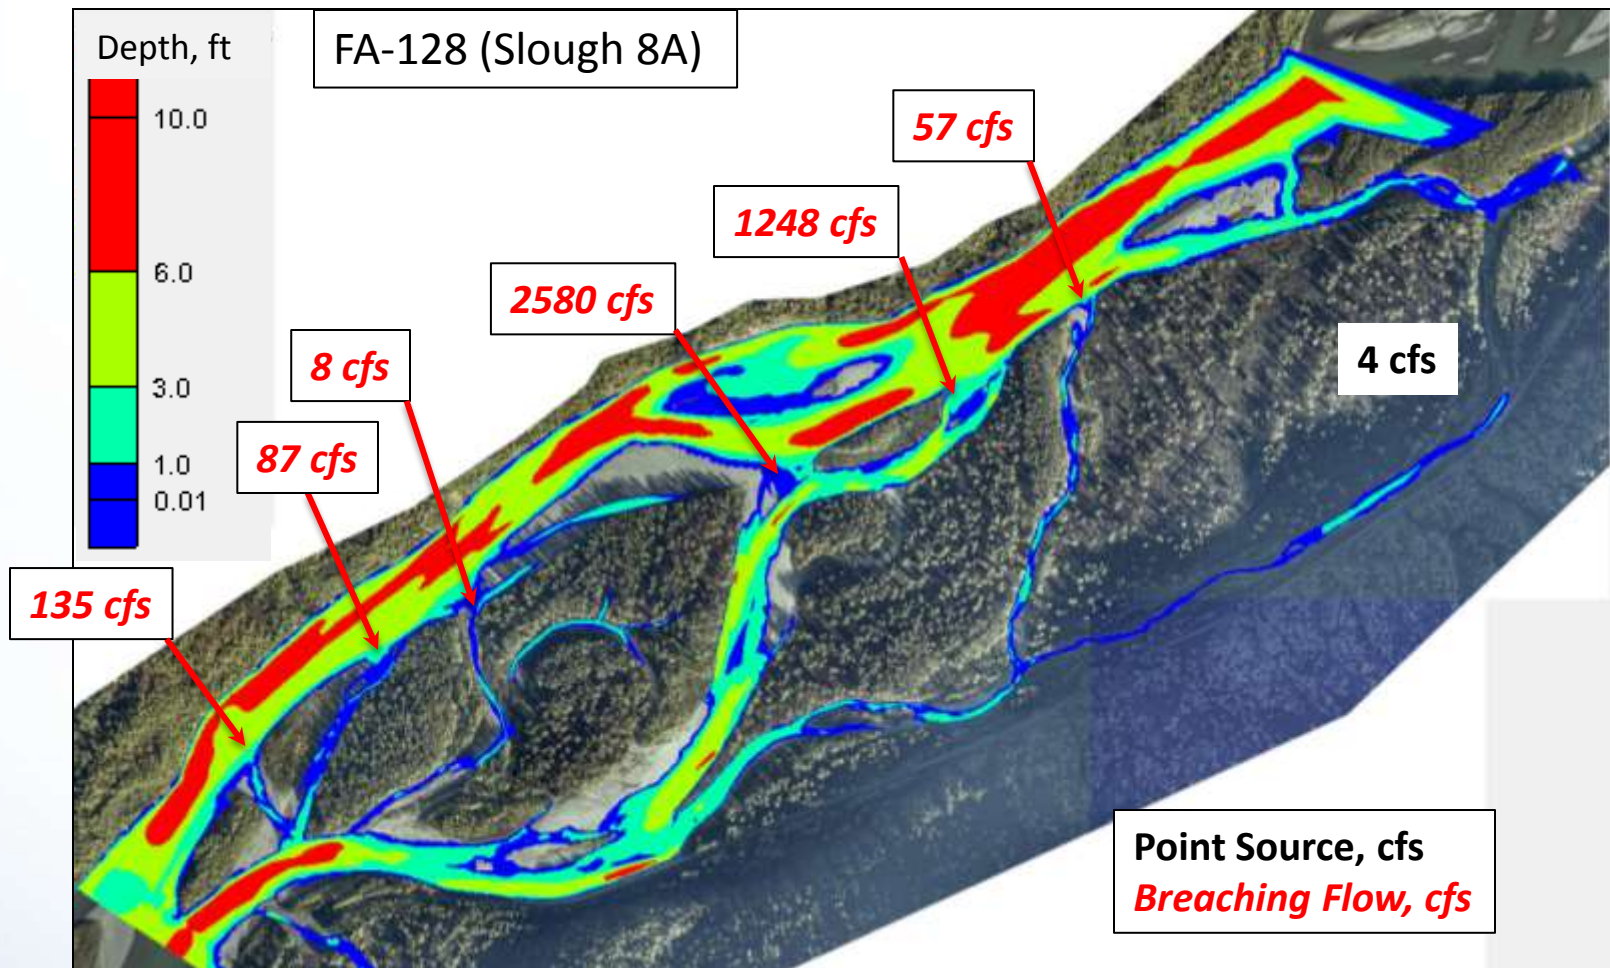 Depth, ft
FA-128 (Slough 8A)
10.0
6.0
3.0
1.0
0.01
57 cfs
1248 cfs
2580 cfs
8 cfs
87 cfs
135 cfs
4 cfs
Point Source, cfs
Breaching Flow, cfs